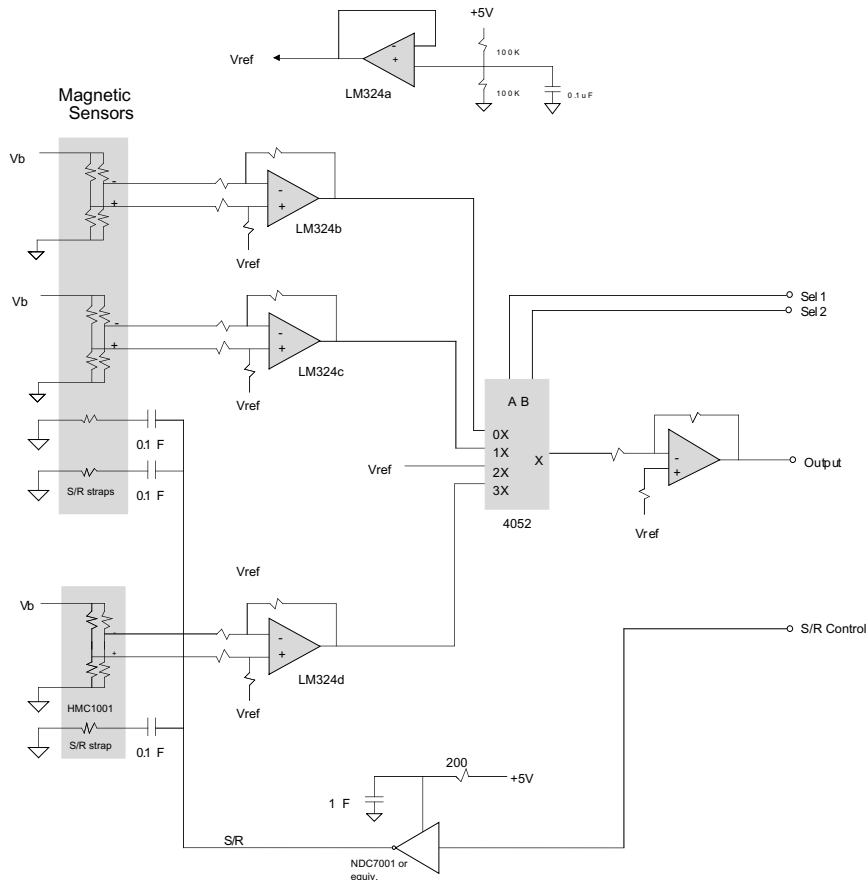 +5V
100K
Vref
-
+
100K
0.1uF
LM324a
Magnetic
Sensors
Vb
-
+
-
+
LM324b
Vref
Vb
-
+
-
+
LM324c
Vref
Sel 1
Sel 2
A B
0X
1X
2X
3X
X
4052
Vref
-
+
Output
Vref
0.1 F
S/R straps
0.1 F
Vref
Vb
-
+
-
+
LM324d
Vref
HMC1001
S/R strap
0.1 F
S/R Control
200
+5V
1 F
S/R
NDC7001 or
equiv.